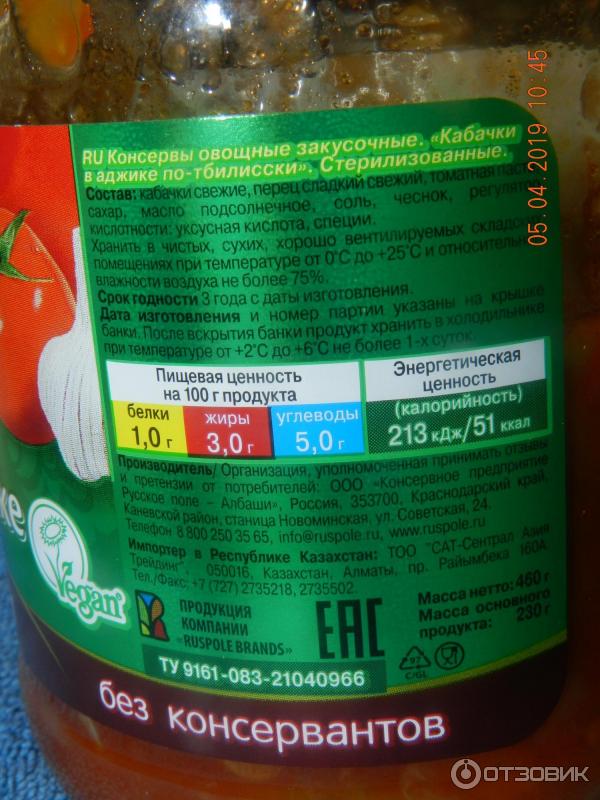 05.04.2019 10:45
RU Консервы овощные закусочные. «Кабачки
в аджике по-тбилисски». Стерилизованные.
Состав: кабачки свежие, перец сладкий свежий, томатная
сахар, масло подсолнечное, соль, чеснок,
кислотности: уксусная кислота, специи.
Хранить в чистых, сухих, хорошо вентилируемых
помещениях при температуре от 0°С до +25°С и
влажности воздуха не более 75%.
Срок годности 3 года с даты изготовления.
Дата изготовления и номер партии указаны на крышке
банки. После вскрытия банки продукт хранить в холодильнике
при температуре от +2°С до +6°С не более 1-х суток.
Пищевая ценность
на 100 г продукта
белки
1,0 г
жиры
3,0 г
углеводы
5,0 г
Энергетическая
ценность
(калорийность)
213 кДж/51 ккал
Производитель/ Организация, уполномоченная принимать отзывы
и претензии от потребителей: ООО «Консервное предприятие
Русское поле - Албаши», Россия, 353700, Краснодарский край,
Каневской район, станица Новоминская, ул. Советская, 24.
Телефон 8 800 250 35 65, info@ruspole.ru, www.ruspole.ru
Импортер в Республике Казахстан: ТОО "САТ-Сентрал Азия
Трейдинг", 050016, Казахстан, Алматы, пр. Райымбека 160А
Тел./Факс: +7 (727) 2735218, 2735502.
Масса нетто: 460 г
Масса основного
продукта: 230 г
ке
Vegan
ПРОДУКЦИЯ
КОМПАНИИ
«RUSPOLE BRANDS»
ЕАС
97
C/GL
ТУ 9161-083-21040966
без консервантов
ОТЗОВИК